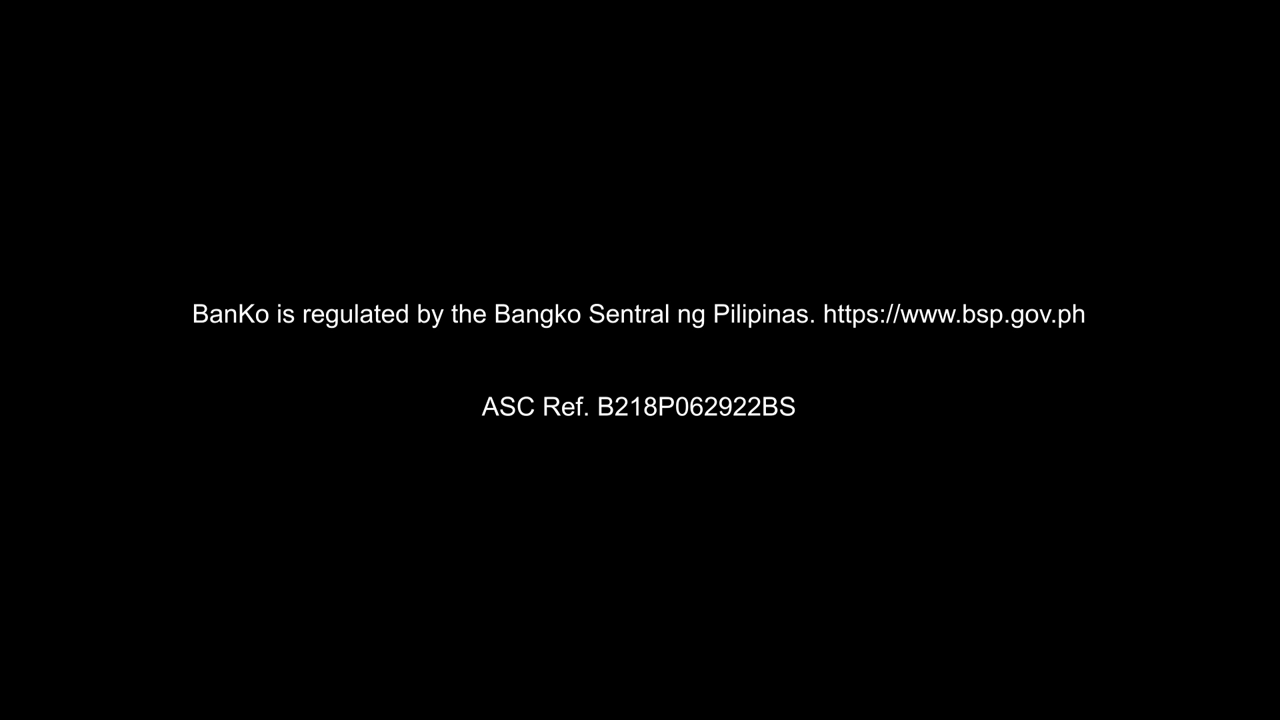 BanKo is regulated by the Bangko Sentral ng Pilipinas. https://www.bsp.gov.ph
ASC Ref. B218P062922BS